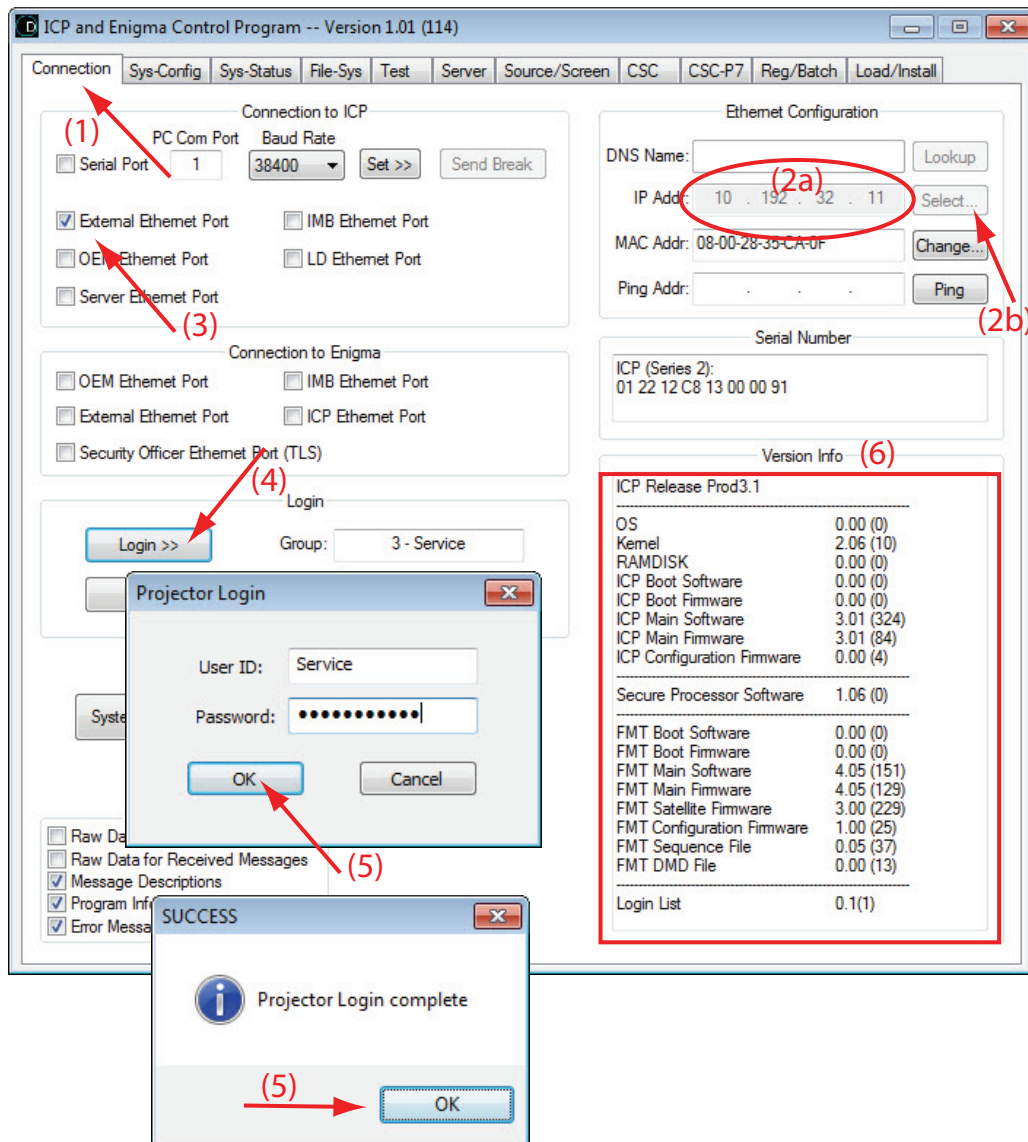 ICP and Enigma Control Program -- Version 1.01 (114)
Connection Sys-Config Sys-Status File-Sys Test Server Source/Screen CSC CSC-P7 Reg/Batch Load/Install
(1)
Connection to ICP
PC Com Port Baud Rate
Serial Port 1 38400 Set >> Send Break
External Ethernet Port IMB Ethernet Port
OEM Ethernet Port LD Ethernet Port
Server Ethernet Port
(3)
Connection to Enigma
OEM Ethernet Port IMB Ethernet Port
External Ethernet Port ICP Ethernet Port
Security Officer Ethernet Port (TLS)
(4)
Login
Login >> Group: 3 - Service
Projector Login
User ID: Service
Password: •••••••••••
Syste
OK Cancel
(5)
Raw Da
Raw Data for Received Messages
Message Descriptions
Program Info
Error Messa
SUCCESS
Projector Login complete
(5)
OK
Ethernet Configuration
DNS Name: Lookup
(2a)
IP Addr: 10 . 192 . 32 . 11 Select...
MAC Addr: 08-00-28-35-CA-0F Change...
Ping Addr: . . . Ping
(2b)
Serial Number
ICP (Series 2):
01 22 12 C8 13 00 00 91
Version Info (6)
ICP Release Prod3.1
OS 0.00 (0)
Kernel 2.06 (10)
RAMDISK 0.00 (0)
ICP Boot Software 0.00 (0)
ICP Boot Firmware 0.00 (0)
ICP Main Software 3.01 (324)
ICP Main Firmware 3.01 (84)
ICP Configuration Firmware 0.00 (4)
Secure Processor Software 1.06 (0)
FMT Boot Software 0.00 (0)
FMT Boot Firmware 0.00 (0)
FMT Main Software 4.05 (151)
FMT Main Firmware 4.05 (129)
FMT Satellite Firmware 3.00 (229)
FMT Configuration Firmware 1.00 (25)
FMT Sequence File 0.05 (37)
FMT DMD File 0.00 (13)
Login List 0.1(1)